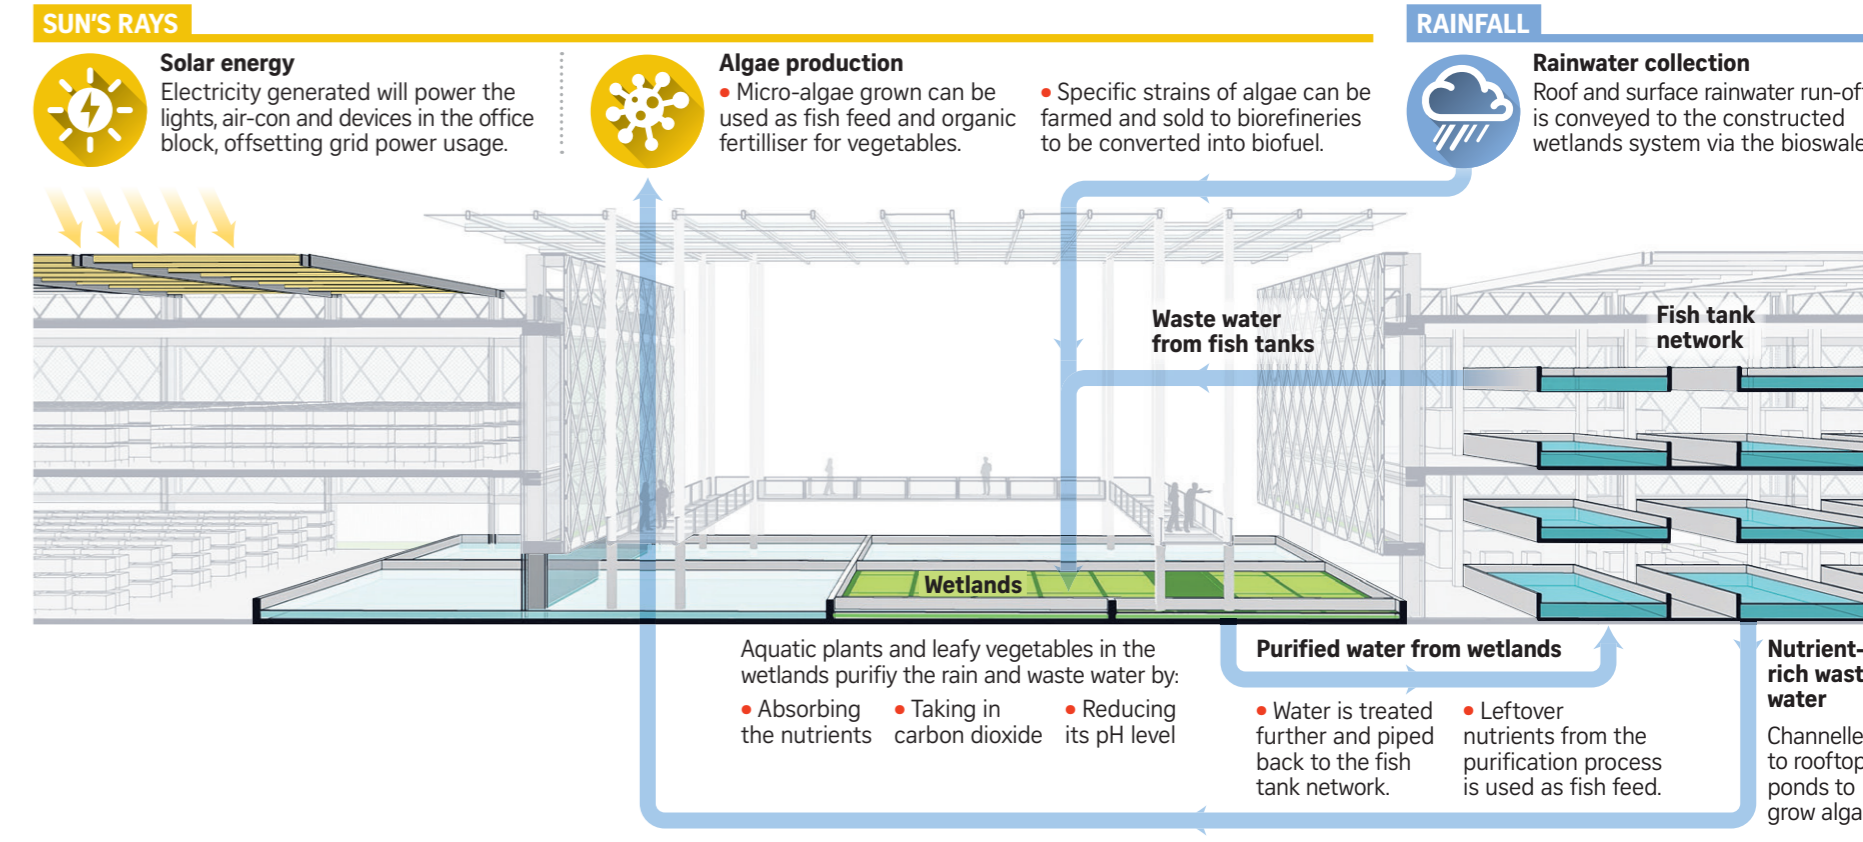 SUN'S RAYS
Solar energy
Electricity generated will power the
lights, air-con and devices in the office
block, offsetting grid power usage.
Algae production
• Micro-algae grown can be
used as fish feed and organic
fertilliser for vegetables.
• Specific strains of algae can be
farmed and sold to biorefineries
to be converted into biofuel.
RAINFALL
Rainwater collection
Roof and surface rainwater run-off
is conveyed to the constructed
wetlands system via the bioswale
Waste water
from fish tanks
Fish tank
network
Wetlands
Aquatic plants and leafy vegetables in the
wetlands purifiy the rain and waste water by:
• Absorbing
the nutrients
• Taking in
carbon dioxide
• Reducing
its pH level
Purified water from wetlands
• Water is treated
further and piped
back to the fish
tank network.
• Leftover
nutrients from the
purification process
is used as fish feed.
Nutrient-
rich wast
water
Channelle
to rooftop
ponds to
grow alga